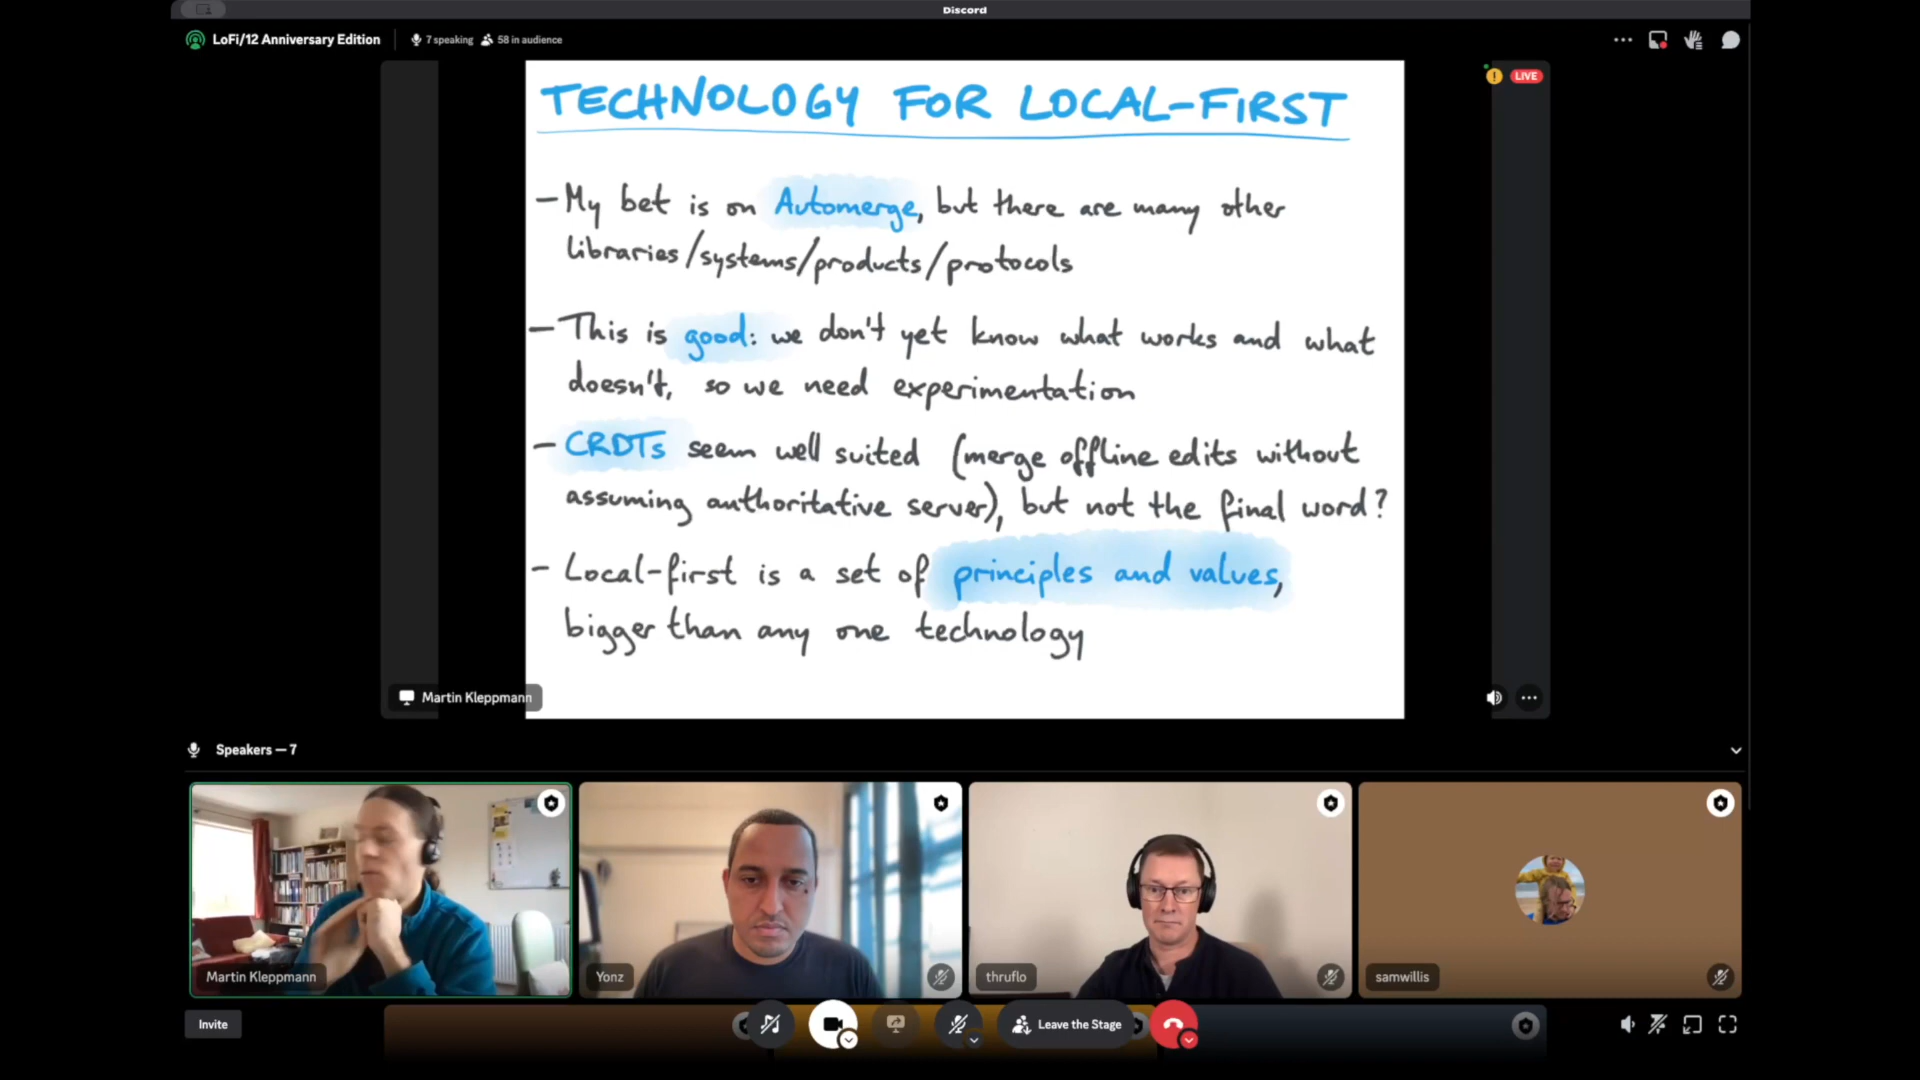 Discord
LoFi/12 Anniversary Edition
7 speaking
58 in audience
LIVE
TECHNOLOGY FOR LOCAL-FIRST
– My bet is on Automerge, but there are many other
libraries/systems/products/protocols
– This is good: we don't yet know what works and what
doesn't, so we need experimentation
– CRDTs seem well suited (merge offline edits without
assuming authoritative server), but not the final word?
– Local-first is a set of principles and values,
bigger than any one technology
Martin Kleppmann
Speakers — 7
Martin Kleppmann
Yonz
thruflo
samwillis
Invite
Leave the Stage